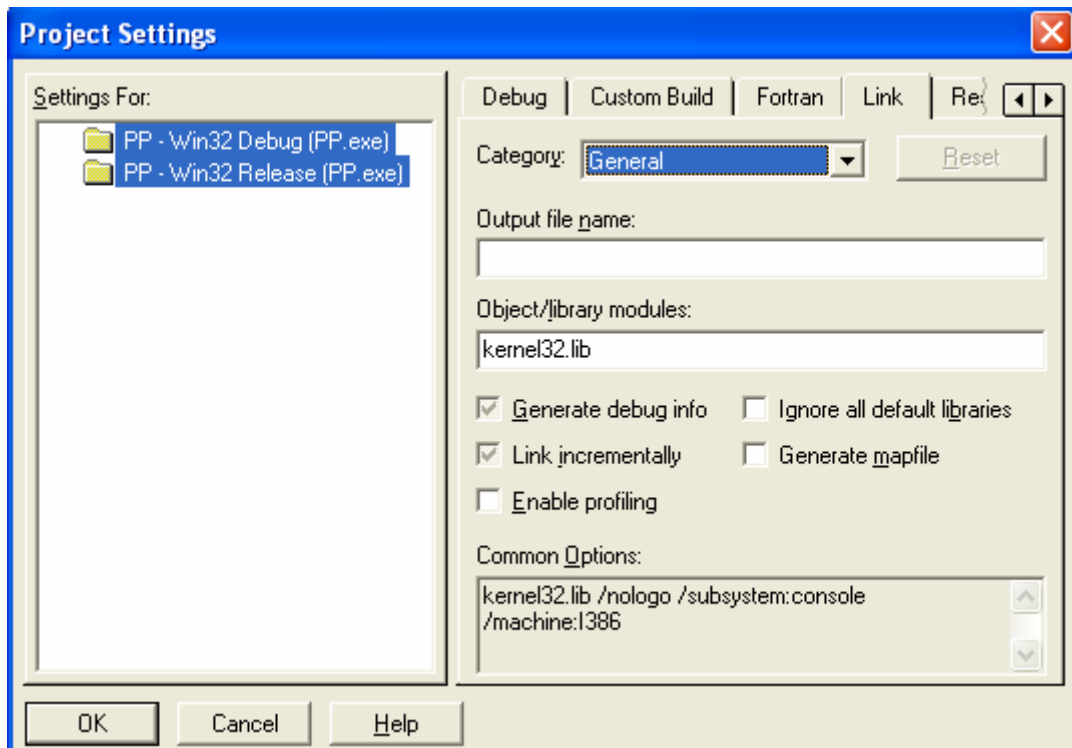 Project Settings
Settings For:
PP - Win32 Debug (PP.exe)
PP - Win32 Release (PP.exe)
Debug Custom Build Fortran Link Re
Category: General Reset
Output file name:
Object/library modules:
kernel32.lib
Generate debug info Ignore all default libraries
Link incrementally Generate mapfile
Enable profiling
Common Options:
kernel32.lib /nologo /subsystem:console
/machine:I386
OK Cancel Help